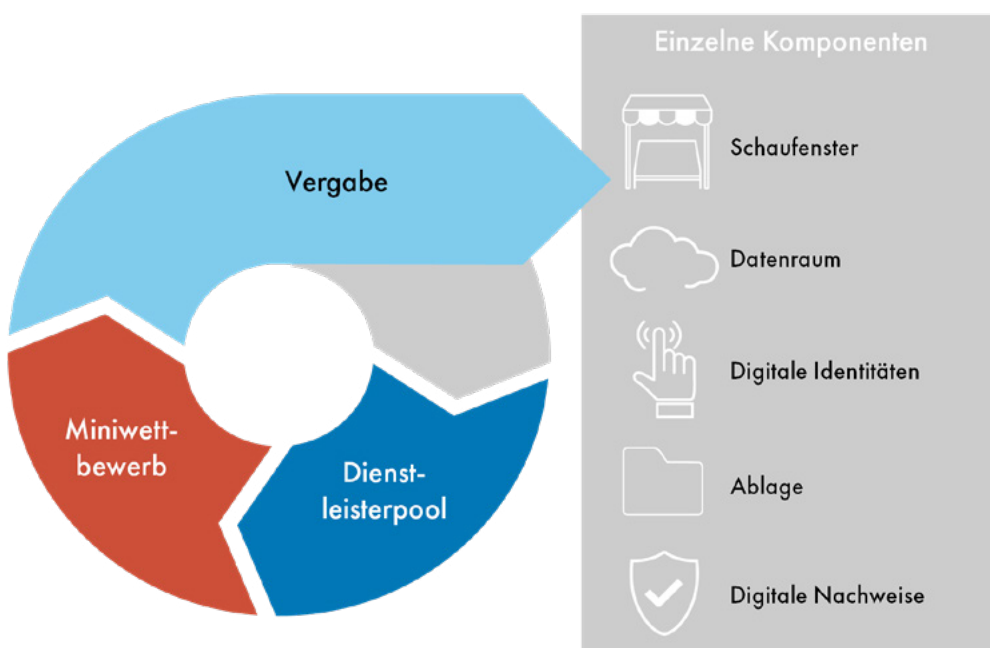 Einzelne Komponenten
Vergabe
Miniwett-
bewerb
Dienst-
leisterpool
Schaufenster
Datenraum
Digitale Identitäten
Ablage
Digitale Nachweise